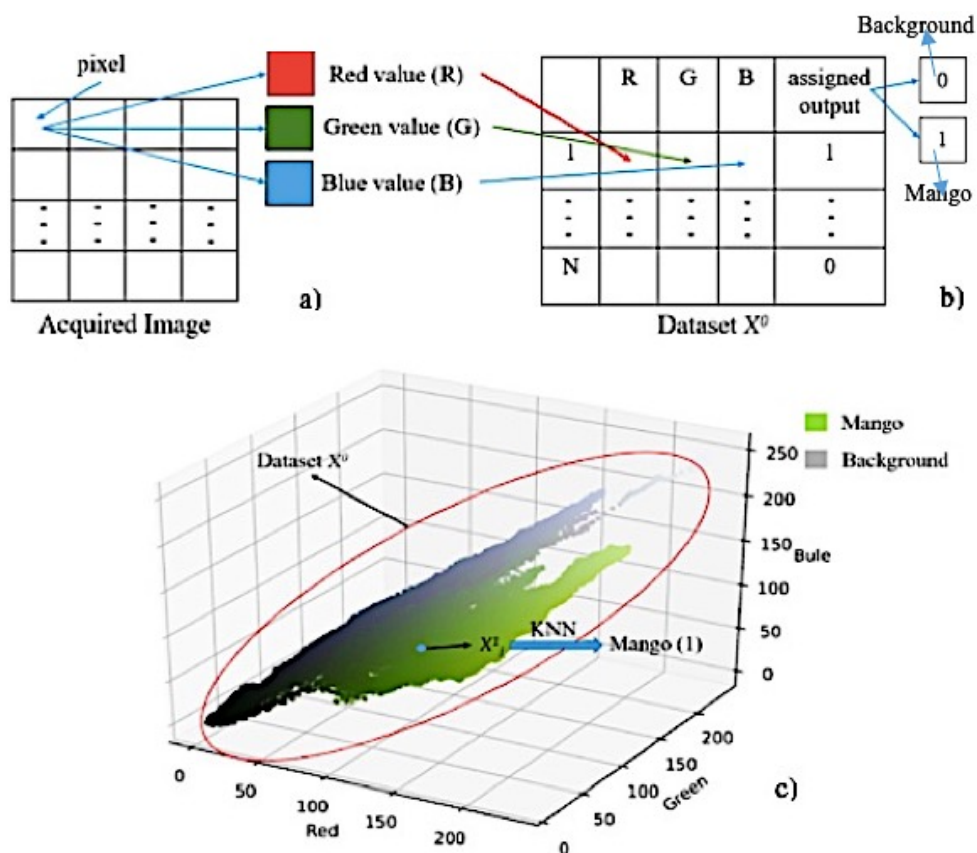 pixel
Red value (R)
Green value (G)
Blue value (B)
a)
Acquired Image
R G B assigned output
1 1
N 0
Dataset X⁰
Background
0
1
Mango
b)
Dataset X⁰
Mango
Background
KNN
Mango (1)
250
200
150
100
50
0
Bule
0
50
100
150
200
Red
0
50
100
150
200
Green
c)